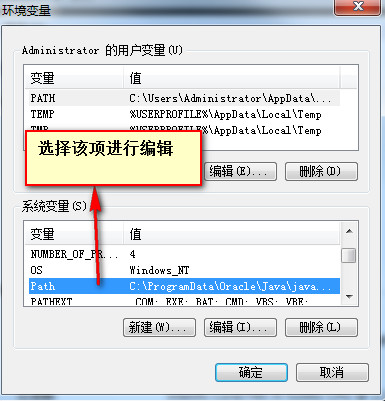 环境变量
Administrator 的用户变量(U)
变量 值
PATH C:\Users\Administrator\AppData\...
TEMP %USERPROFILE%\AppData\Local\Temp
TMP %USERPROFILE%\AppData\Local\Temp
选择该项进行编辑
编辑(E)... 删除(D)
系统变量(S)
变量 值
NUMBER_OF_PR... 4
OS Windows_NT
Path C:\ProgramData\Oracle\Java\java...
PATHEXT .COM;.EXE;.BAT;.CMD;.VBS;.VBE;
新建(W)... 编辑(I)... 删除(L)
确定 取消